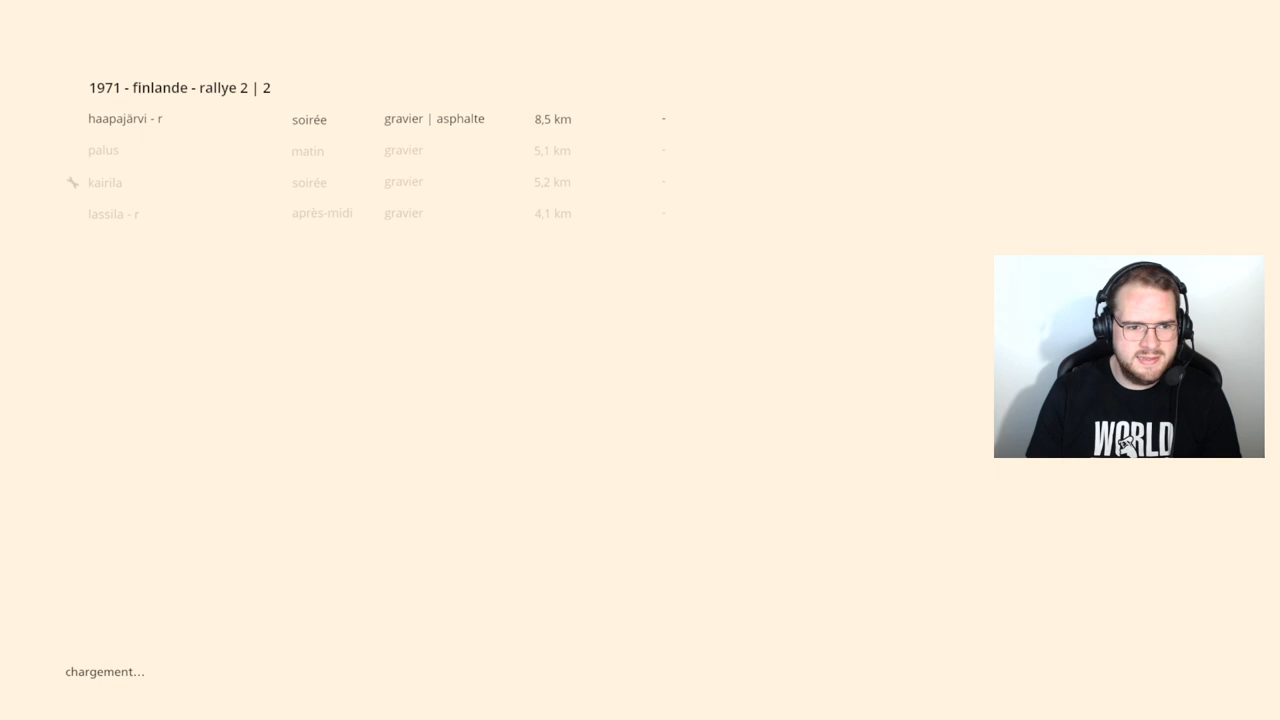 1971 - finlande - rallye 2 | 2
haapajärvi - r soirée gravier | asphalte 8,5 km -
palus matin gravier 5,1 km -
kairila soirée gravier 5,2 km -
lassila - r après-midi gravier 4,1 km -
WORLD
chargement...